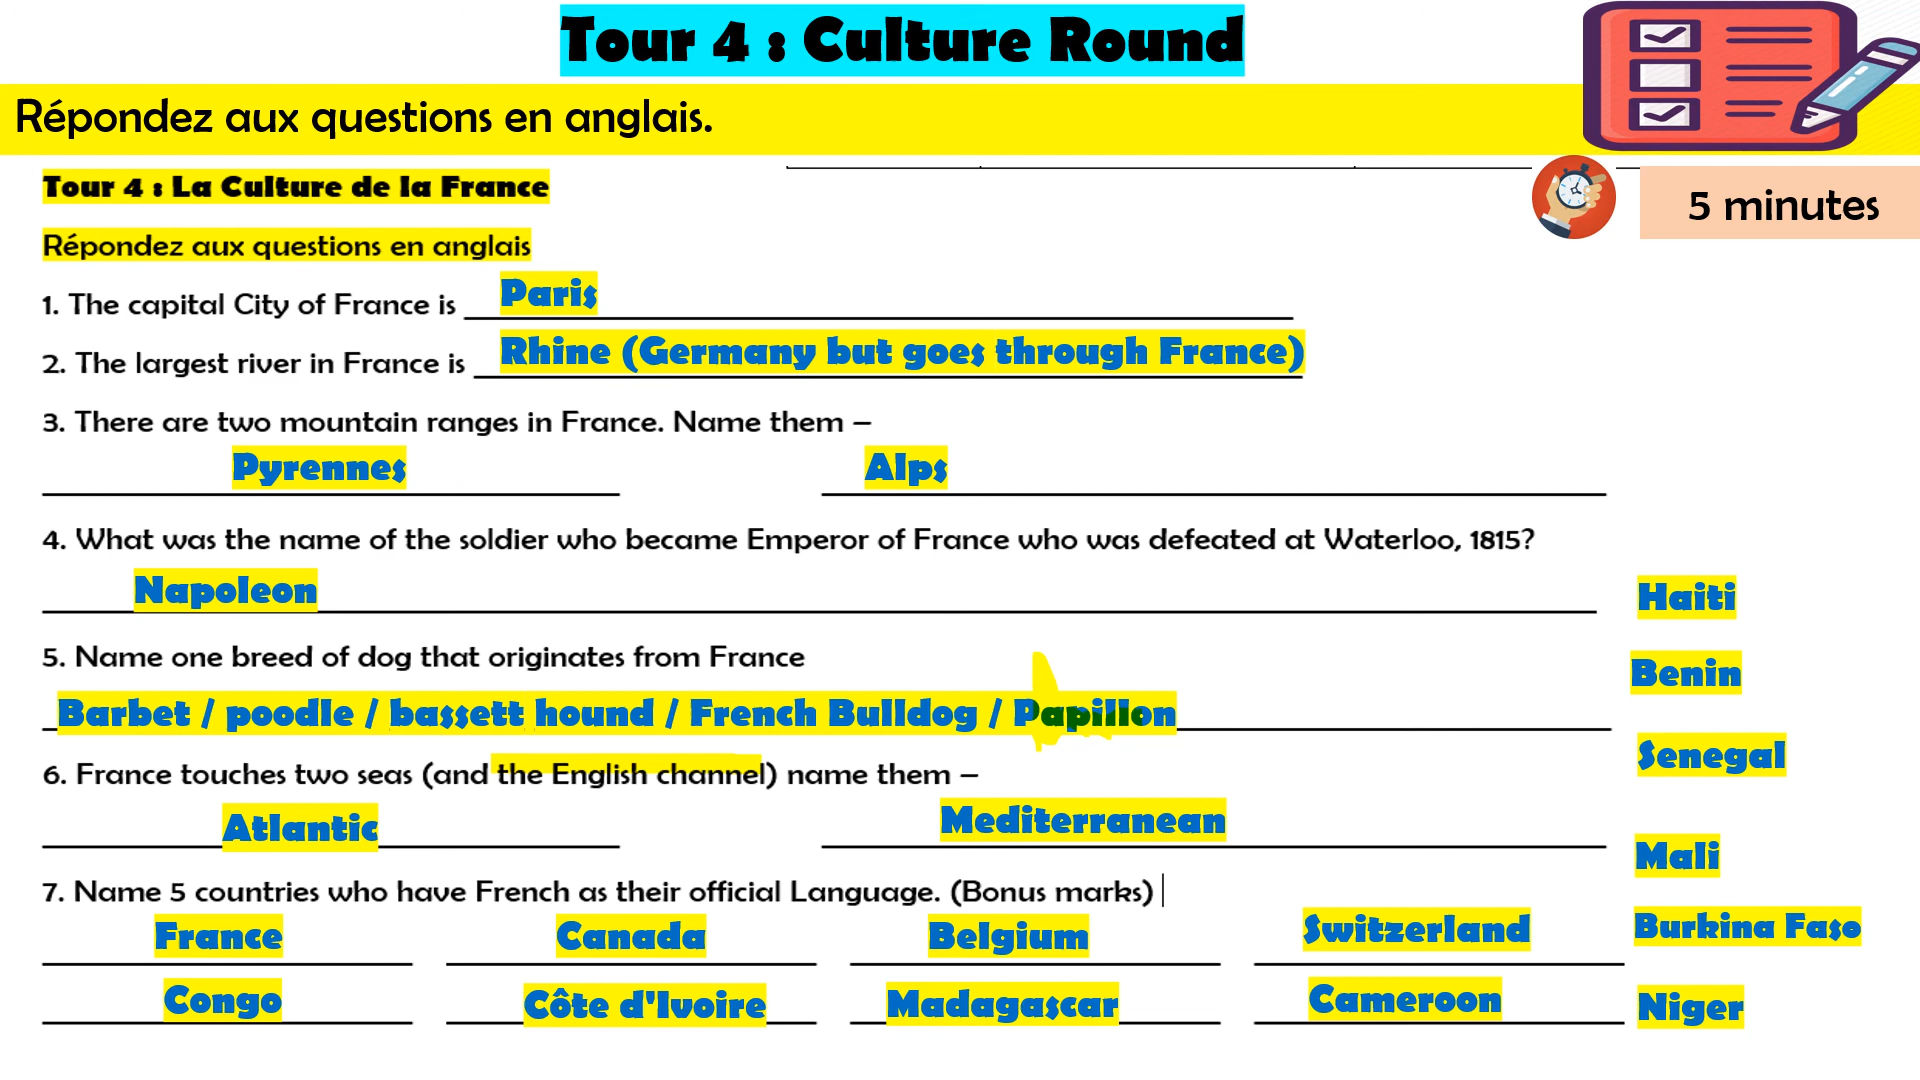 Tour 4 : Culture Round
Répondez aux questions en anglais.
5 minutes
Tour 4 : La Culture de la France
Répondez aux questions en anglais
1. The capital City of France is Paris
2. The largest river in France is Rhine (Germany but goes through France)
3. There are two mountain ranges in France. Name them –
Pyrennes Alps
4. What was the name of the soldier who became Emperor of France who was defeated at Waterloo, 1815?
Napoleon
5. Name one breed of dog that originates from France
Barbet / poodle / bassett hound / French Bulldog / Papillon
6. France touches two seas (and the English channel) name them –
Atlantic Mediterranean
7. Name 5 countries who have French as their official Language. (Bonus marks)
France Canada Belgium Switzerland
Congo Côte d'Ivoire Madagascar Cameroon
Haiti
Benin
Senegal
Mali
Burkina Faso
Niger